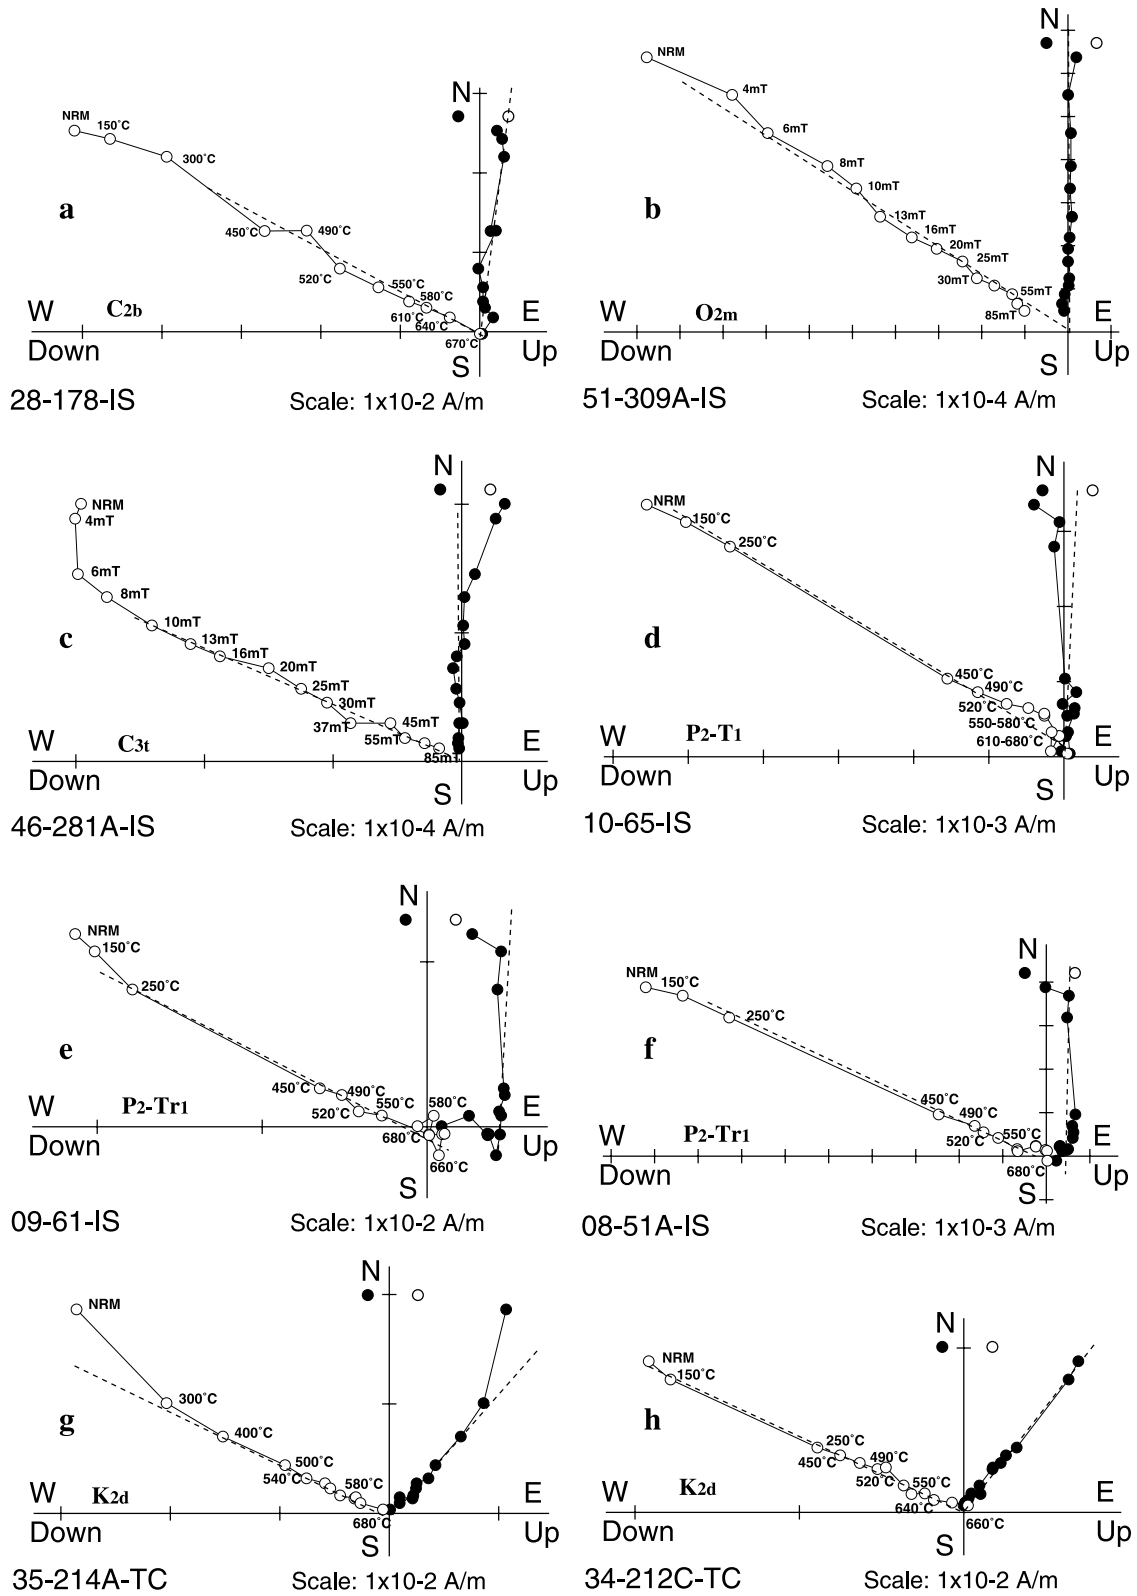 N
NRM
150°C
300°C
a
450°C
490°C
520°C
550°C
580°C
610°C
640°C
670°C
C2b
W
E
Down
Up
S
28-178-IS
Scale: 1x10-2 A/m
N
NRM
4mT
6mT
8mT
b
10mT
13mT
16mT
20mT
25mT
30mT
55mT
85mT
O2m
W
E
Down
Up
S
51-309A-IS
Scale: 1x10-4 A/m
N
NRM
4mT
6mT
8mT
c
10mT
13mT
16mT
20mT
25mT
30mT
37mT
45mT
55mT
85mT
C3t
W
E
Down
Up
S
46-281A-IS
Scale: 1x10-4 A/m
N
NRM
150°C
250°C
d
450°C
490°C
520°C
550-580°C
610-680°C
P2-T1
W
E
Down
Up
S
10-65-IS
Scale: 1x10-3 A/m
N
NRM
150°C
250°C
e
450°C
490°C
520°C
550°C
580°C
680°C
660°C
P2-Tr1
W
E
Down
Up
S
09-61-IS
Scale: 1x10-2 A/m
N
NRM
150°C
250°C
f
450°C
490°C
520°C
550°C
680°C
P2-Tr1
W
E
Down
Up
S
08-51A-IS
Scale: 1x10-3 A/m
N
NRM
300°C
g
400°C
500°C
540°C
580°C
680°C
K2d
W
E
Down
Up
S
35-214A-TC
Scale: 1x10-2 A/m
N
NRM
150°C
h
250°C
450°C
490°C
520°C
550°C
640°C
660°C
K2d
W
E
Down
Up
S
34-212C-TC
Scale: 1x10-2 A/m